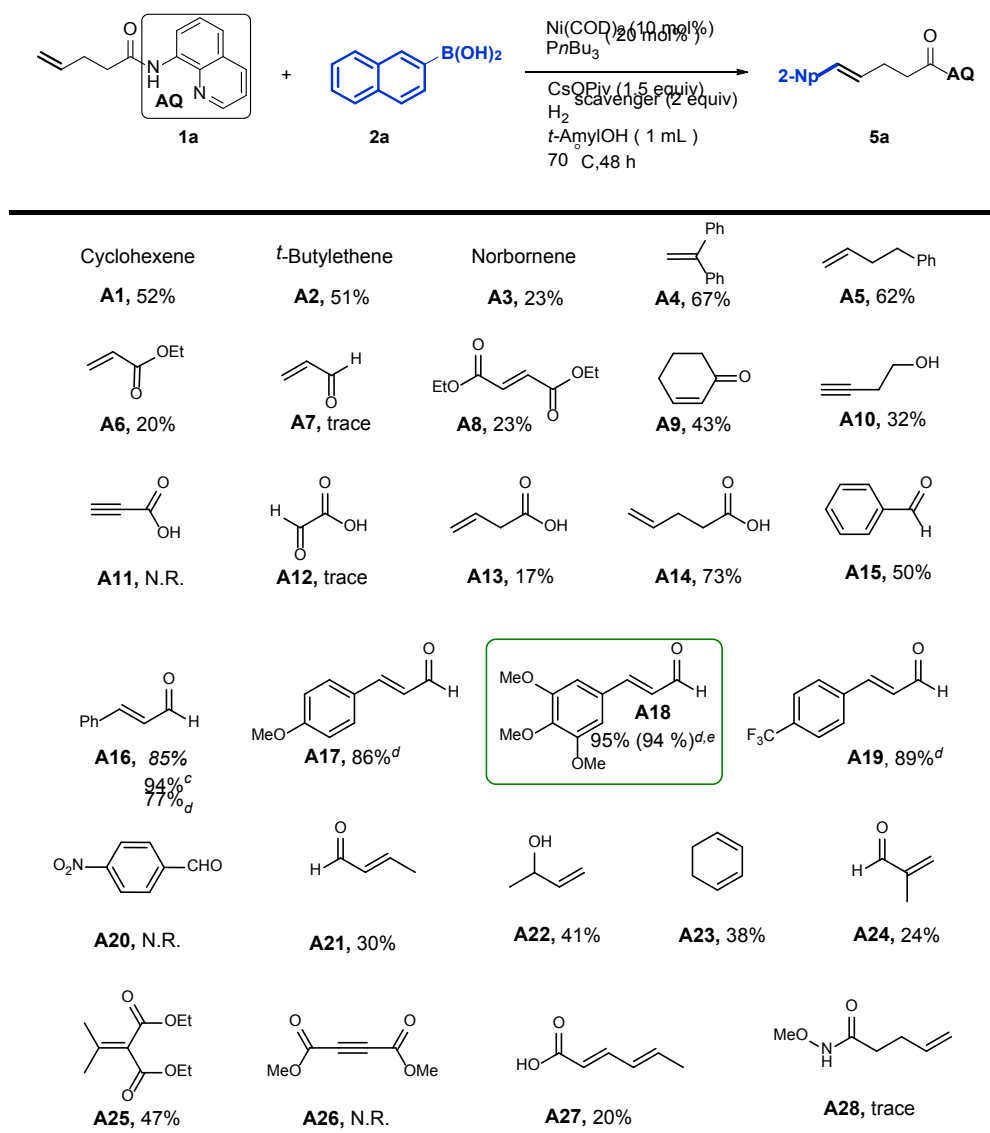 O
N
H
AQ
N
1a
+
B(OH)2
2a
Ni(COD)2 (10 mol%)
PnBu3 ( 20 mol% )
CsOPiv (1.5 equiv)
H2 scavenger (2 equiv)
t-AmylOH ( 1 mL )
70 °C,48 h
2-Np
O
AQ
5a
Cyclohexene
A1, 52%
t-Butylethene
A2, 51%
Norbornene
A3, 23%
Ph
Ph
A4, 67%
Ph
A5, 62%
OEt
O
A6, 20%
H
O
A7, trace
O
EtO
OEt
O
A8, 23%
O
A9, 43%
OH
A10, 32%
O
OH
A11, N.R.
O
H
OH
O
A12, trace
O
OH
A13, 17%
O
OH
A14, 73%
O
H
A15, 50%
O
Ph
H
A16, 85%
94%c
77%d
O
H
MeO
A17, 86%d
O
MeO
H
A18
MeO
95% (94 %)d,e
OMe
O
H
F3C
A19, 89%d
O2N
CHO
A20, N.R.
O
H
A21, 30%
OH
A22, 41%
A23, 38%
O
H
A24, 24%
O
OEt
OEt
O
A25, 47%
O
O
MeO
OMe
A26, N.R.
O
HO
A27, 20%
O
MeO
N
H
A28, trace